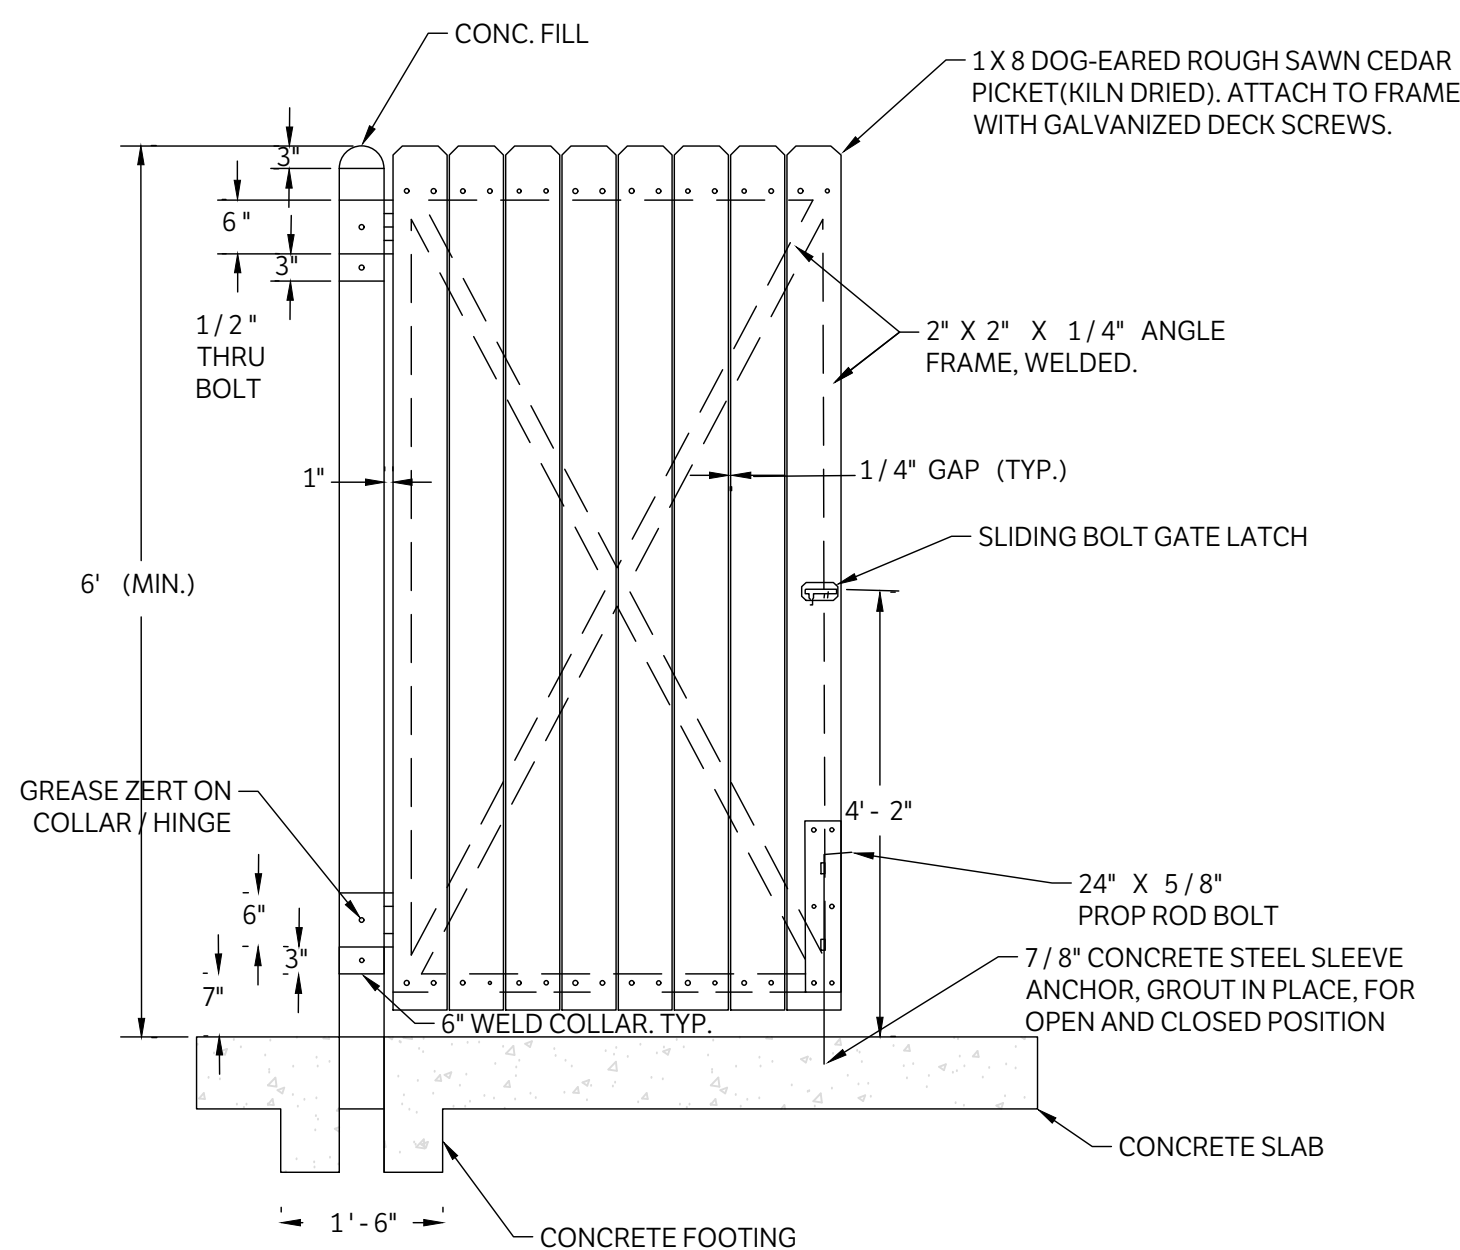 CONC. FILL
1 X 8 DOG-EARED ROUGH SAWN CEDAR
PICKET(KILN DRIED). ATTACH TO FRAME
WITH GALVANIZED DECK SCREWS.
3"
6"
3"
1/2"
THRU
BOLT
2" X 2" X 1/4" ANGLE
FRAME, WELDED.
1"
1/4" GAP (TYP.)
SLIDING BOLT GATE LATCH
6' (MIN.)
GREASE ZERT ON
COLLAR / HINGE
4'- 2"
6"
3"
7"
24" X 5/8"
PROP ROD BOLT
7/8" CONCRETE STEEL SLEEVE
ANCHOR, GROUT IN PLACE, FOR
OPEN AND CLOSED POSITION
6" WELD COLLAR. TYP.
CONCRETE SLAB
1'-6"
CONCRETE FOOTING